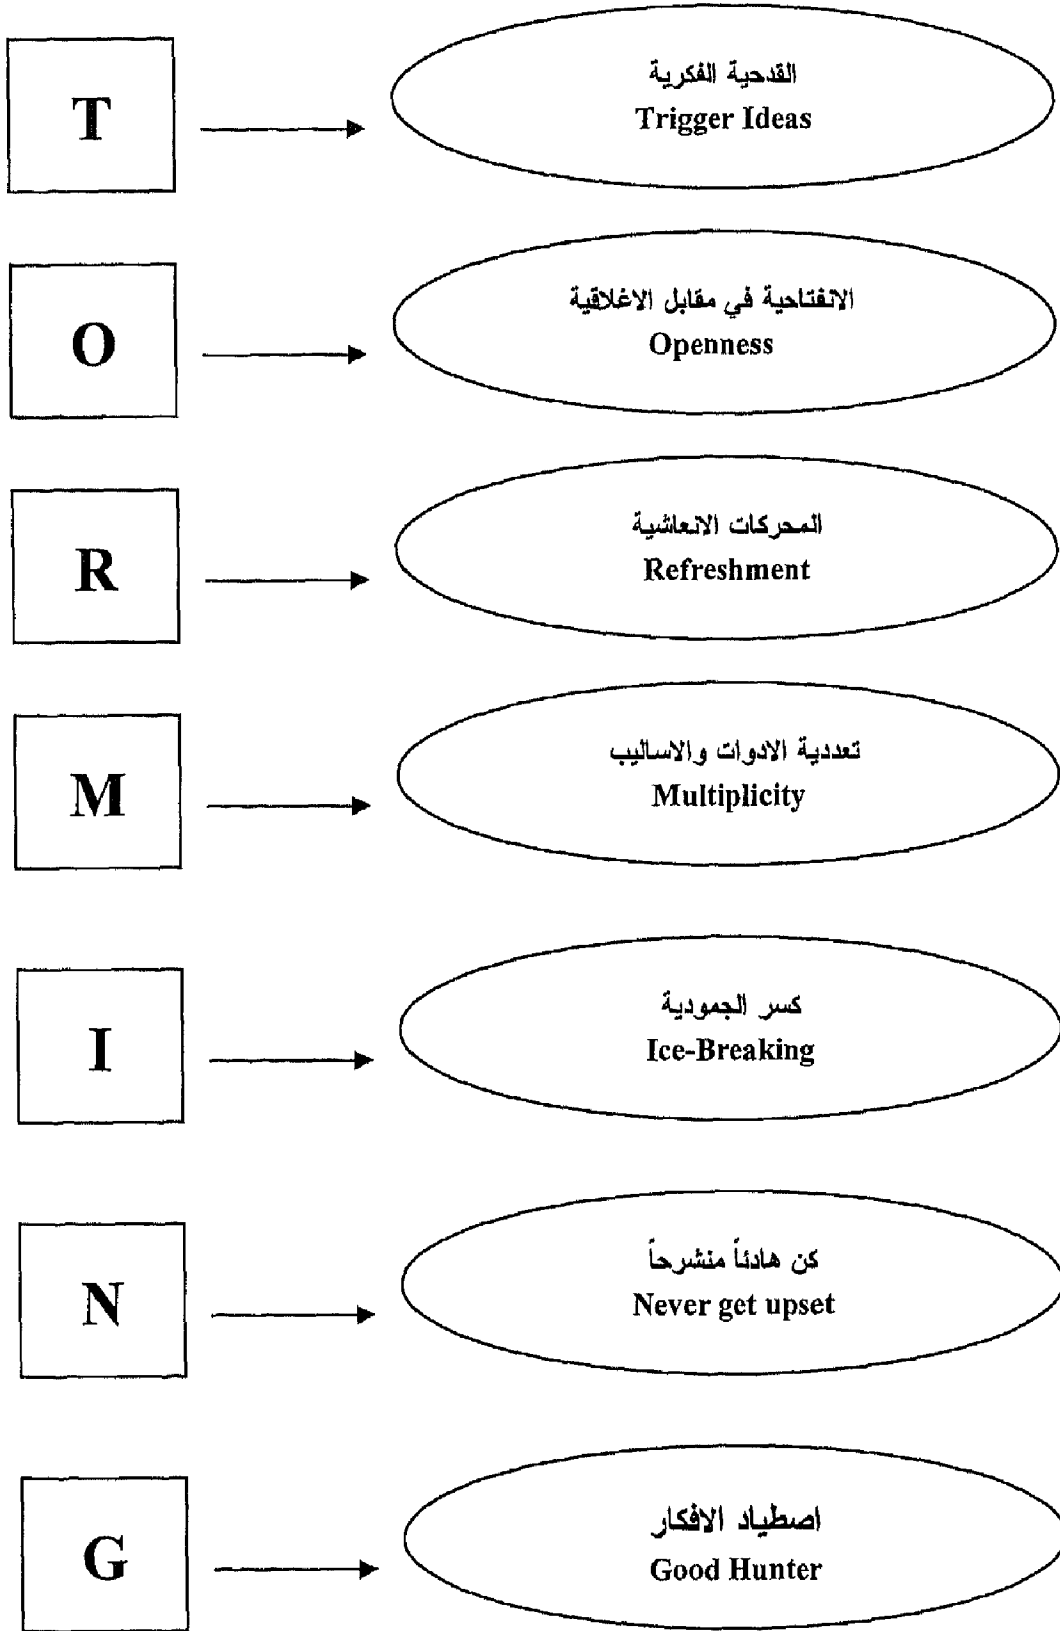 T
القدحية الفكرية
Trigger Ideas
O
الانفتاحية في مقابل الاغلاقية
Openness
R
المحركات الانعاشية
Refreshment
M
تعددية الادوات والاساليب
Multiplicity
I
كسر الجمودية
Ice-Breaking
N
كن هادئاً منشرحاً
Never get upset
G
اصطياد الافكار
Good Hunter